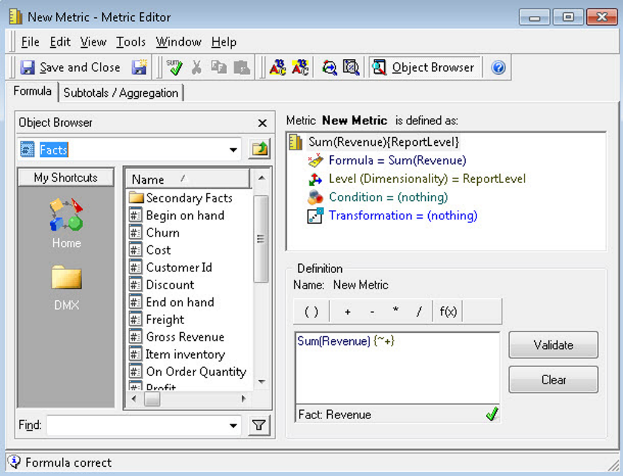 New Metric - Metric Editor
File Edit View Tools Window Help
Save and Close Object Browser
Formula Subtotals / Aggregation
Object Browser
Facts
My Shortcuts
Home
DMX
Name
Secondary Facts
Begin on hand
Churn
Cost
Customer Id
Discount
End on hand
Freight
Gross Revenue
Item inventory
On Order Quantity
Profit
Find:
Metric New Metric is defined as:
Sum(Revenue){ReportLevel}
Formula = Sum(Revenue)
Level (Dimensionality) = ReportLevel
Condition = (nothing)
Transformation = (nothing)
Definition
Name: New Metric
( ) + - * / f(x)
Sum(Revenue) {~+}
Validate
Clear
Fact: Revenue
Formula correct